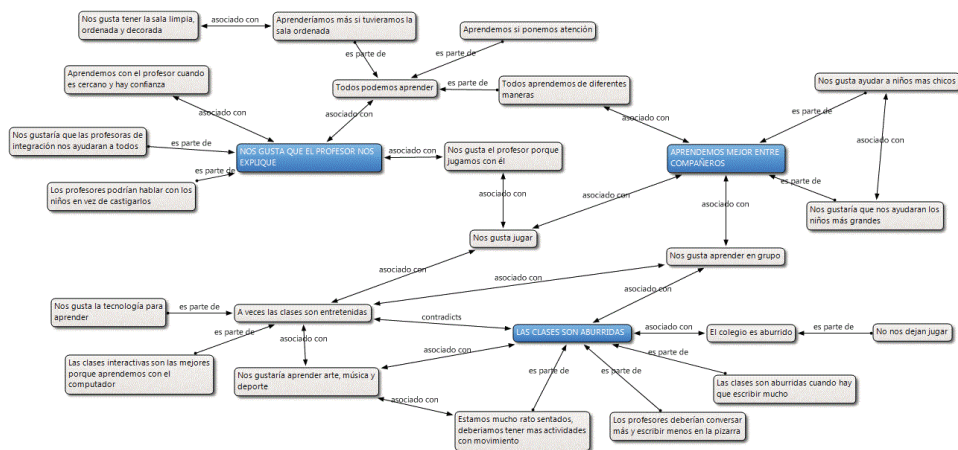 Nos gusta tener la sala limpia,
ordenada y decorada
asociado con
Aprenderíamos más si tuvieramos la
sala ordenada
Aprendemos si ponemos atención
es parte de
es parte de
Aprendemos con el profesor cuando
es cercano y hay confianza
Todos podemos aprender
es parte de
Todos aprendemos de diferentes
maneras
Nos gusta ayudar a niños mas chicos
asociado con
asociado con
asociado con
es parte de
asociado con
Nos gustaría que las profesoras de
integración nos ayudaran a todos
es parte de
NOS GUSTA QUE EL PROFESOR NOS
EXPLIQUE
asociado con
Nos gusta el profesor porque
jugamos con él
APRENDEMOS MEJOR ENTRE
COMPAÑEROS
Los profesores podrían hablar con los
niños en vez de castigarlos
es parte de
es parte de
asociado con
asociado con
asociado con
Nos gustaría que nos ayudaran los
niños más grandes
Nos gusta jugar
Nos gusta aprender en grupo
asociado con
asociado con
asociado con
Nos gusta la tecnología para
aprender
es parte de
A veces las clases son entretenidas
contradicts
LAS CLASES SON ABURRIDAS
asociado con
El colegio es aburrido
es parte de
No nos dejan jugar
es parte de
asociado con
asociado con
Las clases interactivas son las mejores
porque aprendemos con el
computador
Nos gustaría aprender arte, música y
deporte
es parte de
es parte de
es parte de
Las clases son aburridas cuando hay
que escribir mucho
asociado con
Estamos mucho rato sentados,
deberíamos tener mas actividades
con movimiento
Los profesores deberían conversar
más y escribir menos en la pizarra